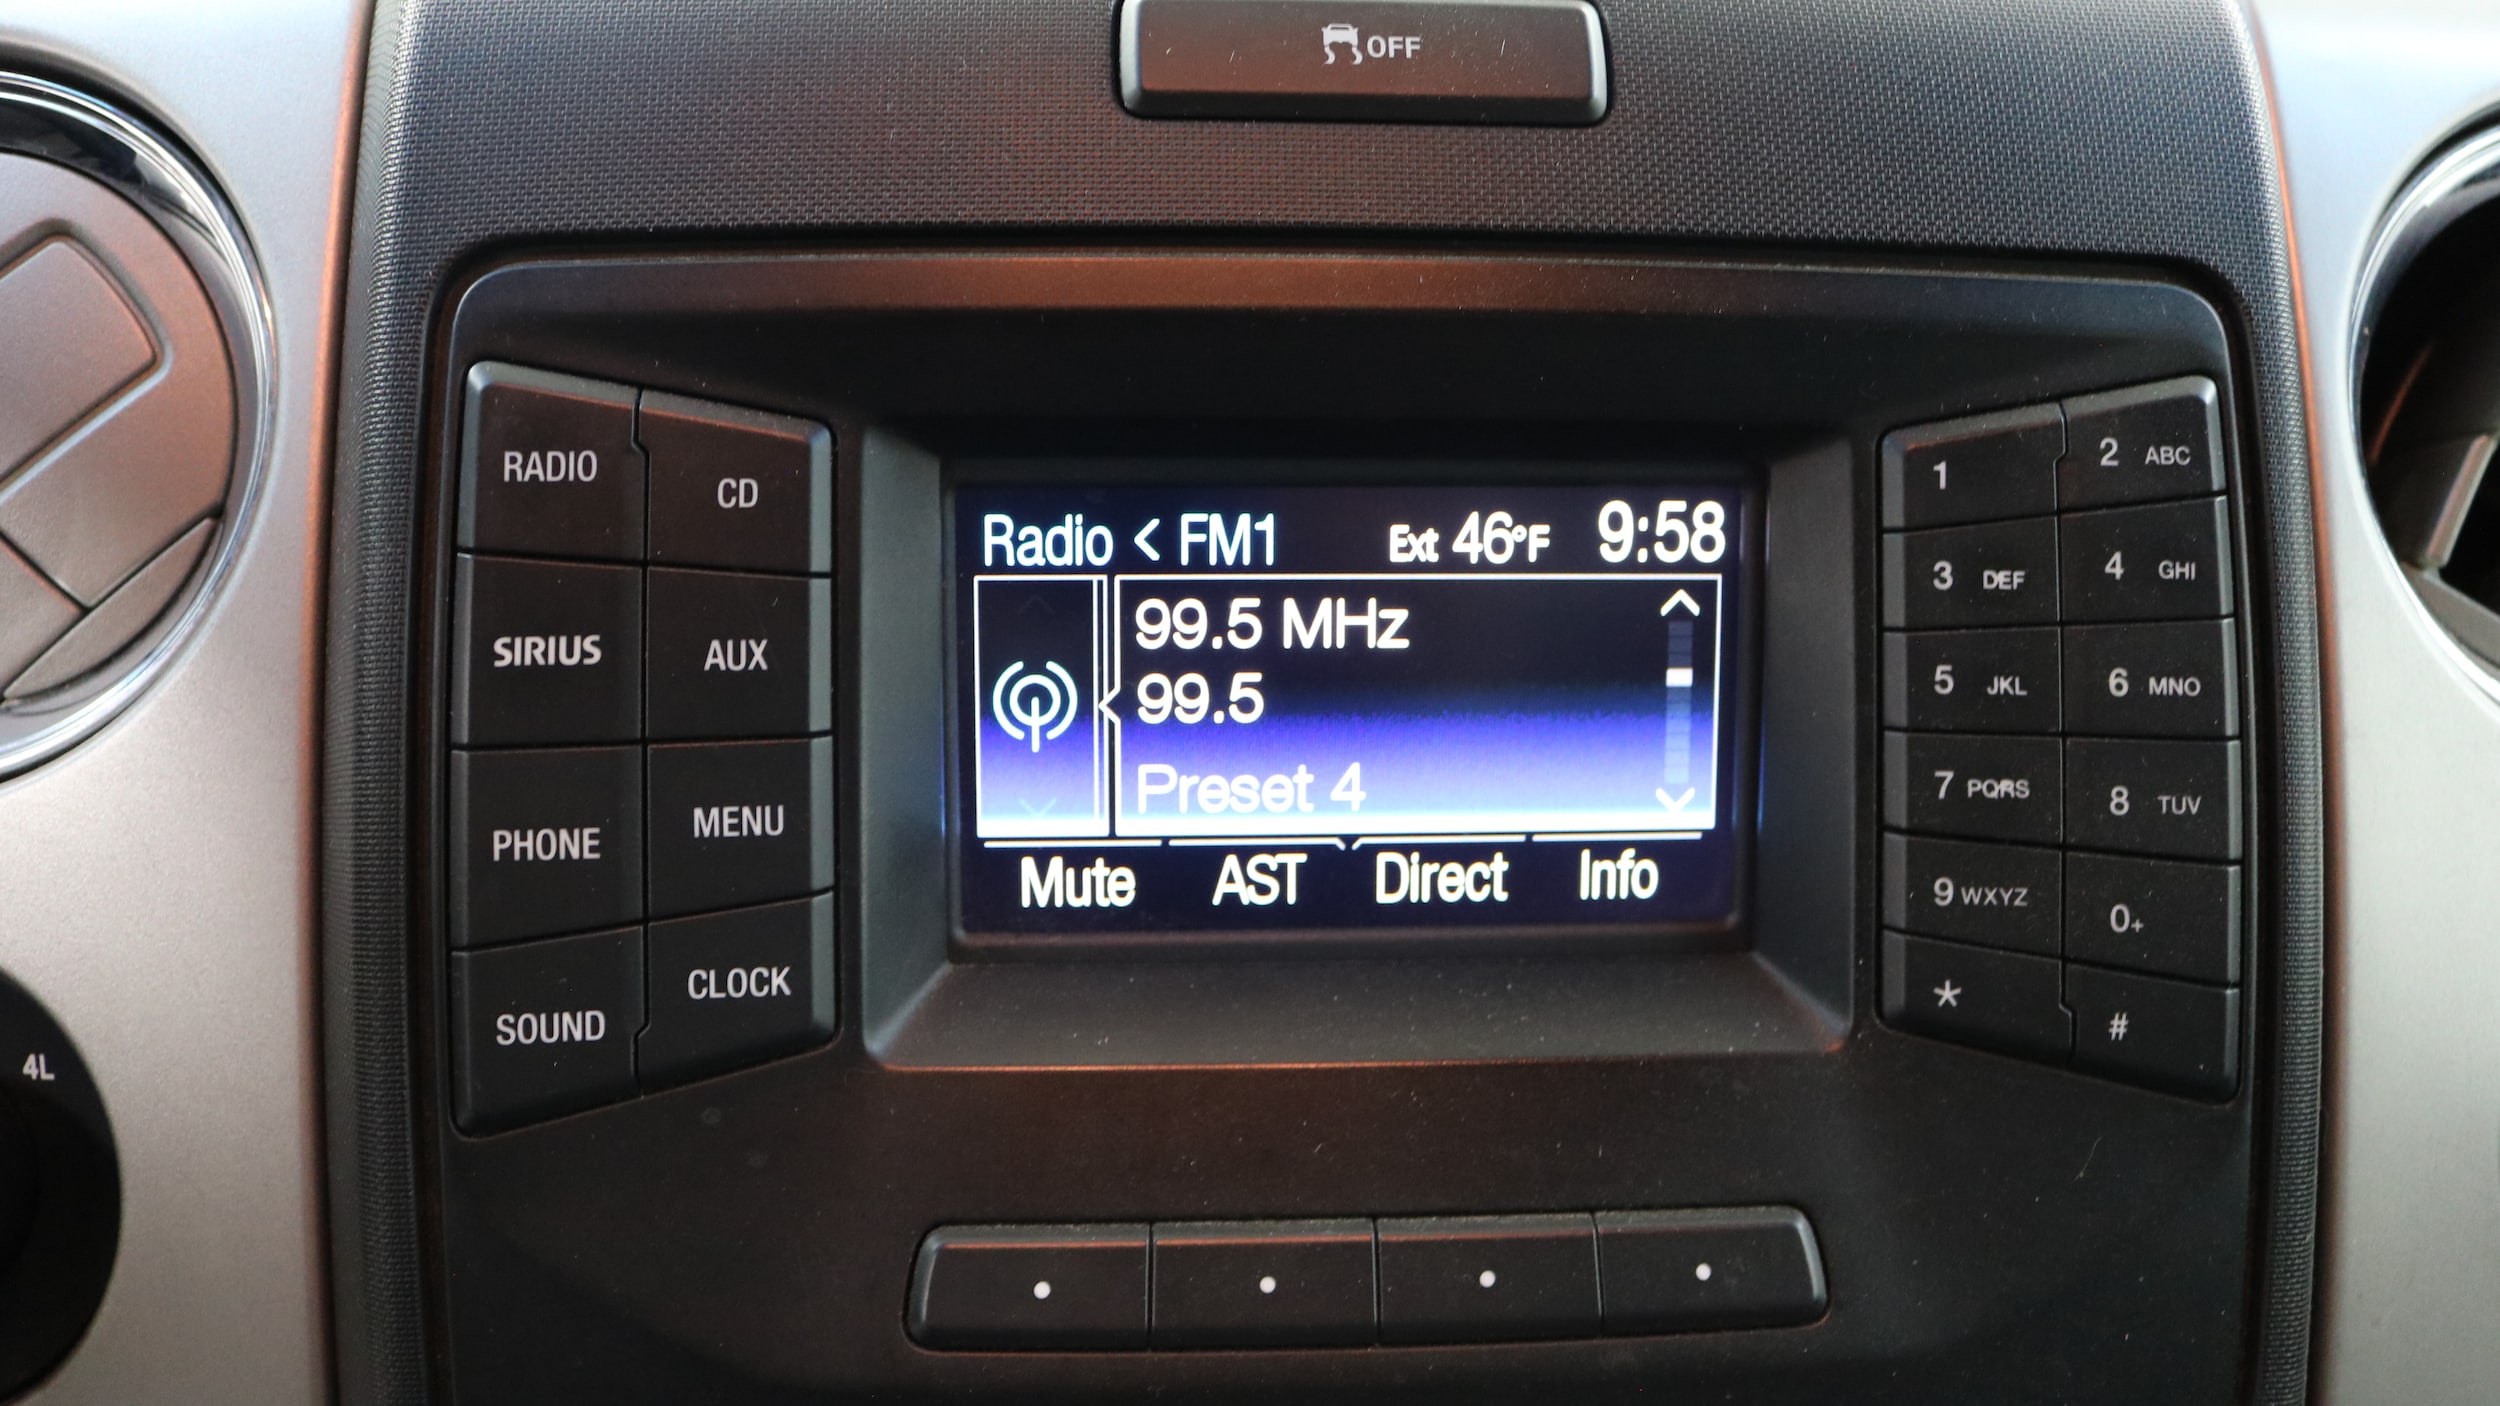 OFF
RADIO
CD
SIRIUS
AUX
PHONE
MENU
SOUND
CLOCK
Radio < FM1 Ext 46°F 9:58
99.5 MHz
99.5
Preset 4
Mute AST Direct Info
1
2 ABC
3 DEF
4 GHI
5 JKL
6 MNO
7 PQRS
8 TUV
9 WXYZ
0+
*
#
4L